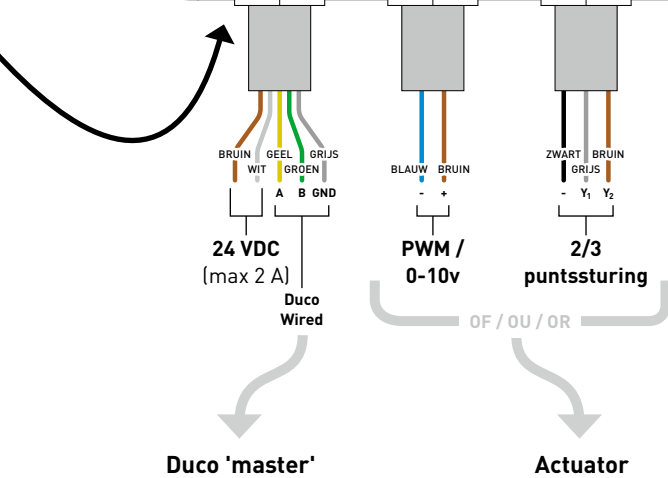 BRUIN GEEL GRIJS
WIT GROEN
A B GND
24 VDC
(max 2 A)
Duco
Wired
BLAUW BRUIN
- +
PWM /
0-10v
ZWART BRUIN
GRIJS
- Y₁ Y₂
2/3
puntssturing
OF / OU / OR
Duco 'master'
Actuator